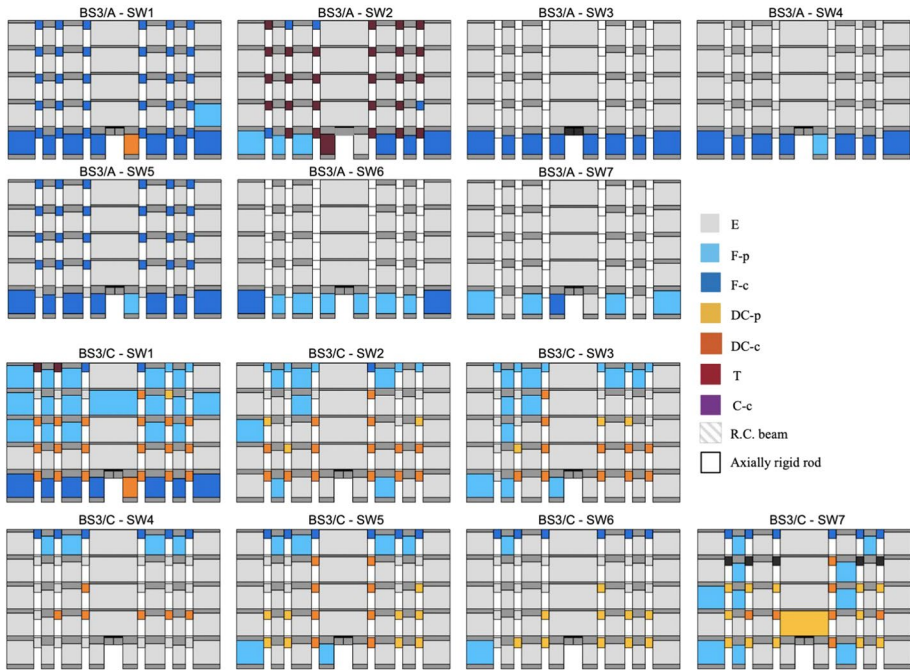 BS3/A - SW1
BS3/A - SW2
BS3/A - SW3
BS3/A - SW4
BS3/A - SW5
BS3/A - SW6
BS3/A - SW7
E
F-p
F-c
DC-p
DC-c
T
C-c
R.C. beam
Axially rigid rod
BS3/C - SW1
BS3/C - SW2
BS3/C - SW3
BS3/C - SW4
BS3/C - SW5
BS3/C - SW6
BS3/C - SW7